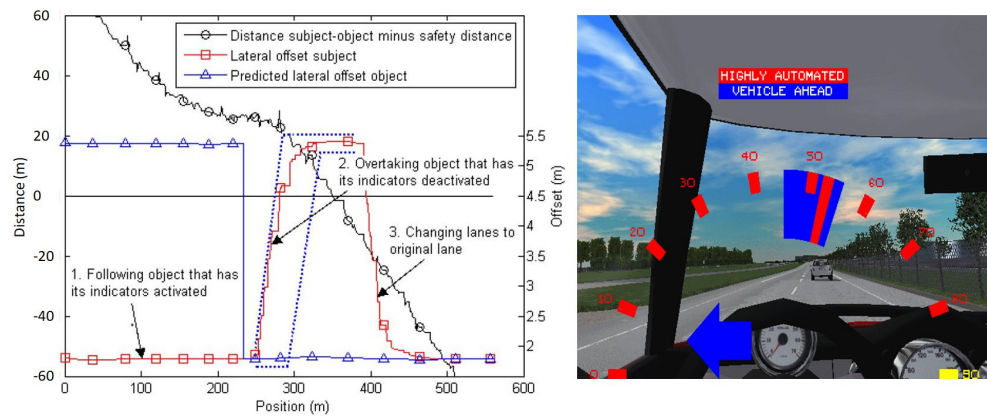 60
40
20
0
-20
-40
-60
0
100
200
300
400
500
600
Distance (m)
Position (m)
5.5
5
4.5
4
3.5
3
2.5
2
Offset (m)
Distance subject-object minus safety distance
Lateral offset subject
Predicted lateral offset object
2. Overtaking object that has
its indicators deactivated
3. Changing lanes to
original lane
1. Following object that has
its indicators activated
HIGHLY AUTOMATED
VEHICLE AHEAD
0
10
20
30
40
50
60
70
80
90